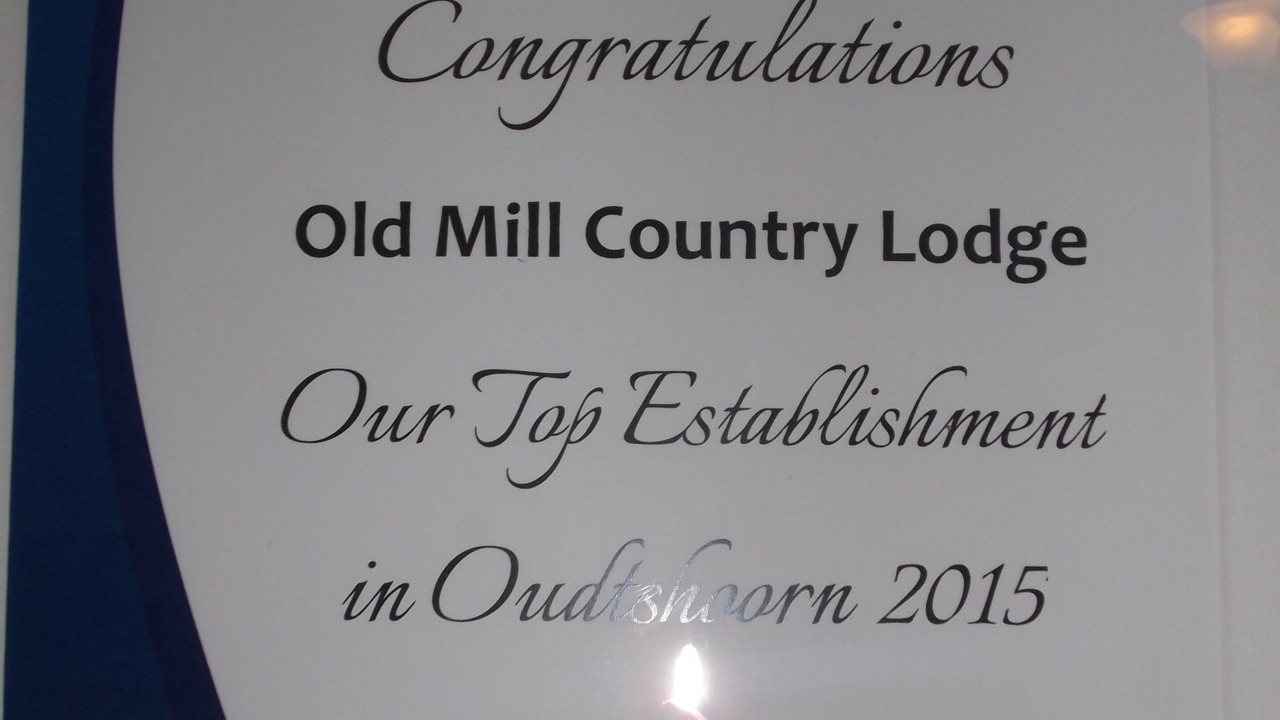 Congratulations
Old Mill Country Lodge
Our Top Establishment
in Oudtshoorn 2015